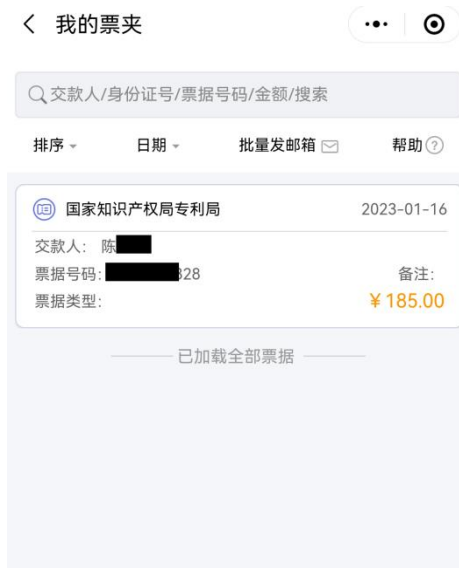 我的票夹
交款人/身份证号/票据号码/金额/搜索
排序 日期 批量发邮箱 帮助
国家知识产权局专利局 2023-01-16
交款人: 陈
票据号码: 328 备注:
票据类型: ¥185.00
已加载全部票据